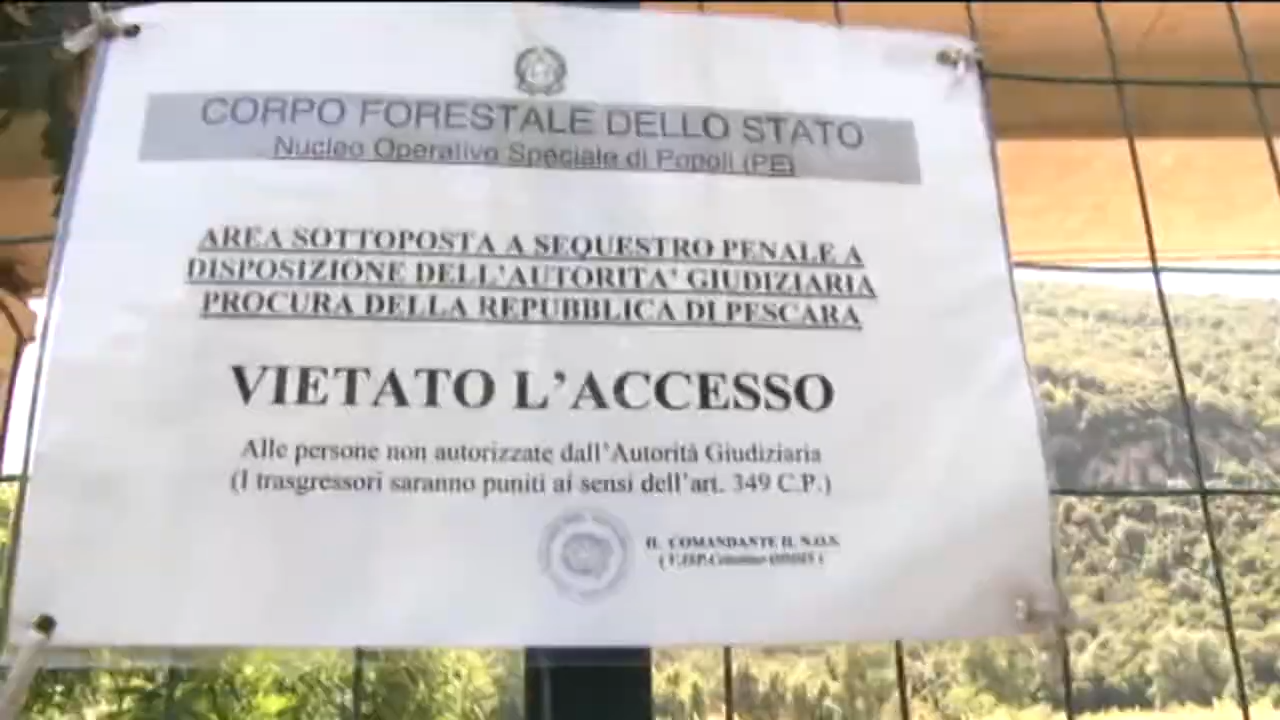 CORPO FORESTALE DELLO STATO
Nucleo Operativo Speciale di Popoli (PE)
AREA SOTTOPOSTA A SEQUESTRO PENALE A
DISPOSIZIONE DELL'AUTORITA' GIUDIZIARIA
PROCURA DELLA REPUBBLICA DI PESCARA
VIETATO L'ACCESSO
Alle persone non autorizzate dall'Autorità Giudiziaria
(I trasgressori saranno puniti ai sensi dell'art. 349 C.P.)
IL COMANDANTE IL N.O.S.